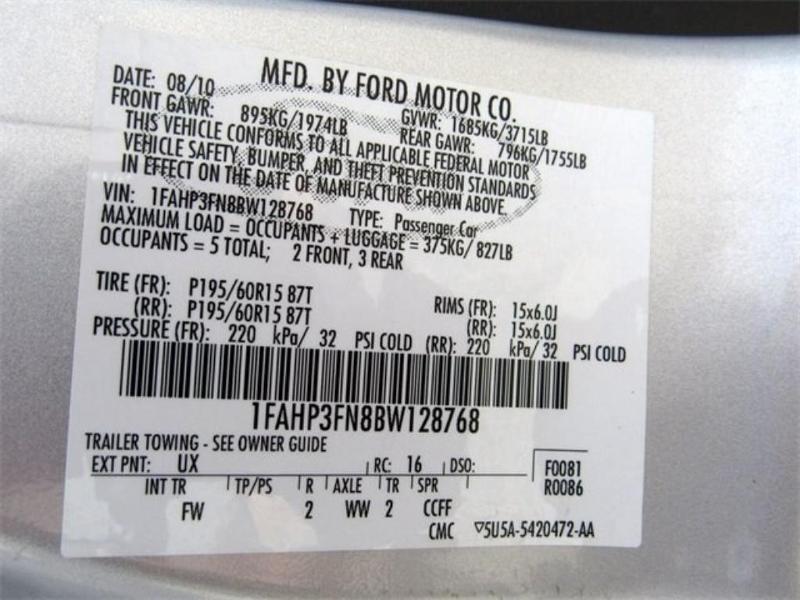 MFD. BY FORD MOTOR CO.
DATE: 08/10 GVWR: 1685KG/3715LB
FRONT GAWR: 895KG/1974LB REAR GAWR: 796KG/1755LB
THIS VEHICLE CONFORMS TO ALL APPLICABLE FEDERAL MOTOR
VEHICLE SAFETY, BUMPER, AND THEFT PREVENTION STANDARDS
IN EFFECT ON THE DATE OF MANUFACTURE SHOWN ABOVE.
VIN: 1FAHP3FN8BW128768 TYPE: Passenger Car
MAXIMUM LOAD = OCCUPANTS + LUGGAGE = 375KG/ 827LB
OCCUPANTS = 5 TOTAL; 2 FRONT, 3 REAR
TIRE (FR): P195/60R15 87T RIMS (FR): 15x6.0J
(RR): P195/60R15 87T (RR): 15x6.0J
PRESSURE (FR): 220 kPa/ 32 PSI COLD (RR): 220 kPa/ 32 PSI COLD
1FAHP3FN8BW128768
TRAILER TOWING - SEE OWNER GUIDE
EXT PNT: UX RC: 16 DSO: F0081
INT TR TP/PS R AXLE TR SPR R0086
FW 2 WW 2 CCFF
CMC ▽5U5A-5420472-AA